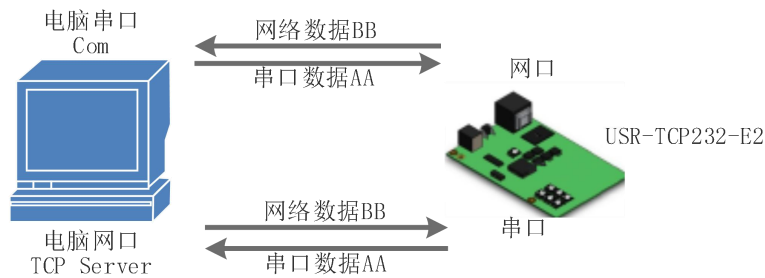 电脑串口
Com
网络数据BB
串口数据AA
网口
USR-TCP232-E2
网络数据BB
串口
电脑网口
串口数据AA
TCP Server